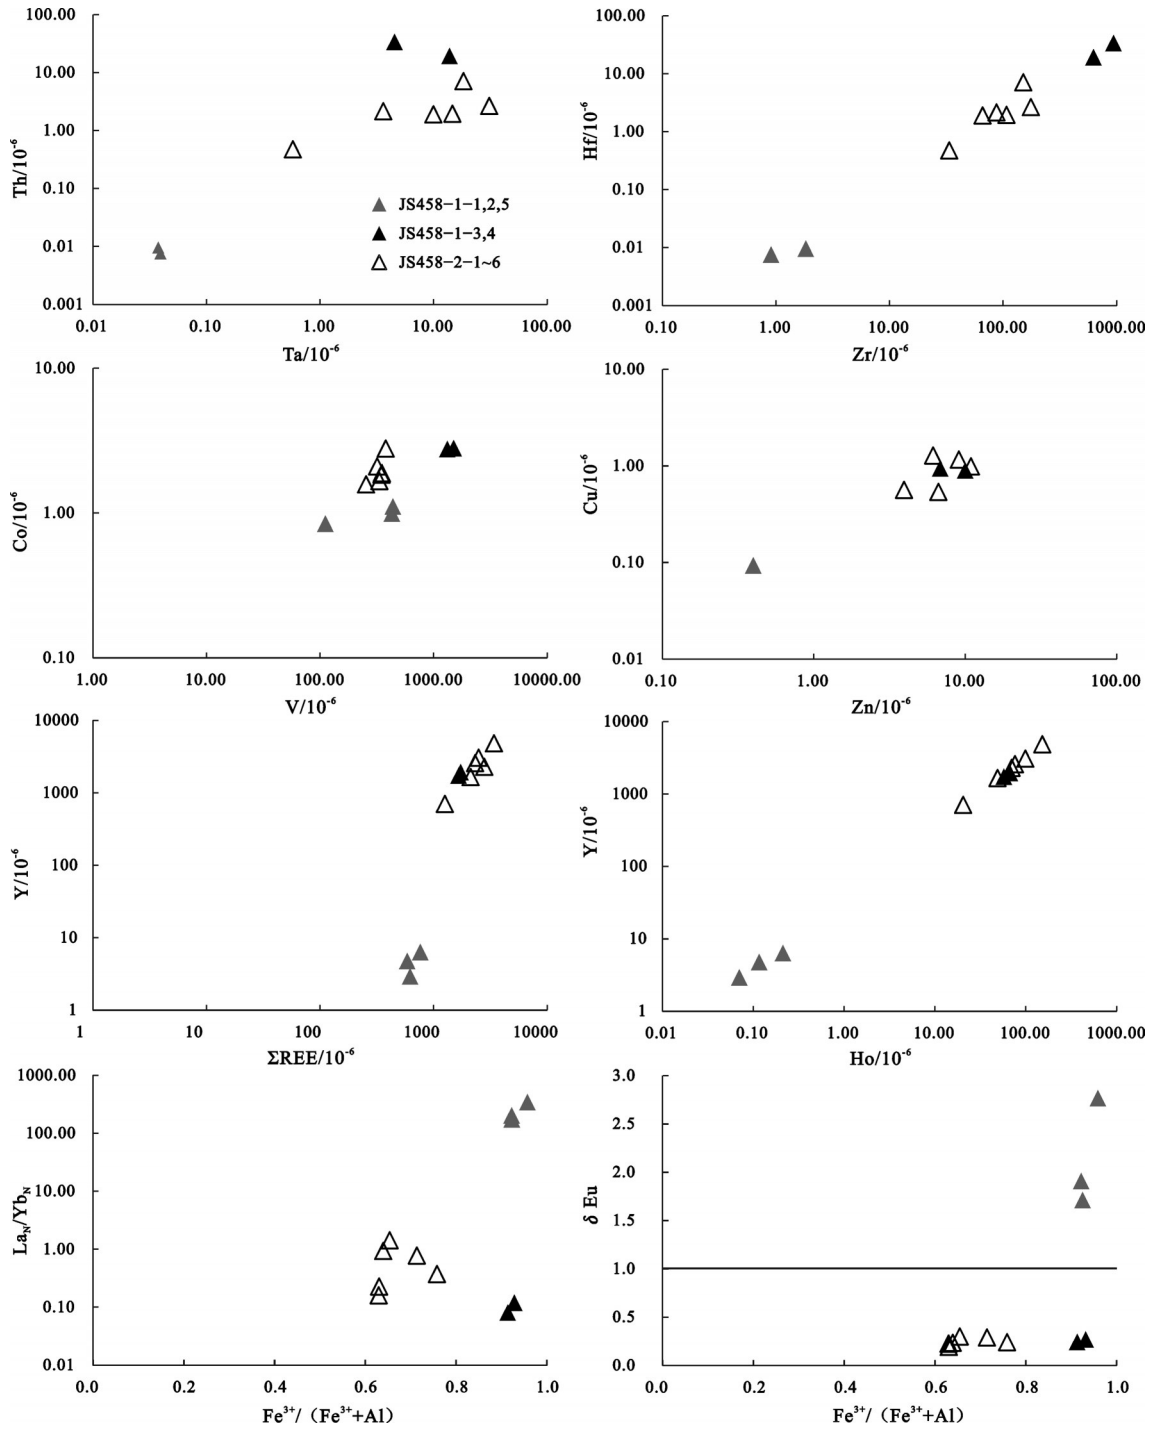 100.00
10.00
1.00
0.10
0.01
0.001
Th/10⁻⁶
0.01 0.10 1.00 10.00 100.00
Ta/10⁻⁶
JS458−1−1,2,5
JS458−1−3,4
JS458−2−1~6
100.00
10.00
1.00
0.10
0.01
0.001
Hf/10⁻⁶
0.10 1.00 10.00 100.00 1000.00
Zr/10⁻⁶
10.00
1.00
0.10
Co/10⁻⁶
1.00 10.00 100.00 1000.00 10000.00
V/10⁻⁶
10.00
1.00
0.10
0.01
Cu/10⁻⁶
0.10 1.00 10.00 100.00
Zn/10⁻⁶
10000
1000
100
10
1
Y/10⁻⁶
1 10 100 1000 10000
ΣREE/10⁻⁶
10000
1000
100
10
1
Y/10⁻⁶
0.01 0.10 1.00 10.00 100.00 1000.00
Ho/10⁻⁶
1000.00
100.00
10.00
1.00
0.10
0.01
La_N/Yb_N
0.0 0.2 0.4 0.6 0.8 1.0
Fe³⁺/（Fe³⁺+Al）
3.0
2.5
2.0
1.5
1.0
0.5
0.0
δ Eu
0.0 0.2 0.4 0.6 0.8 1.0
Fe³⁺/（Fe³⁺+Al）